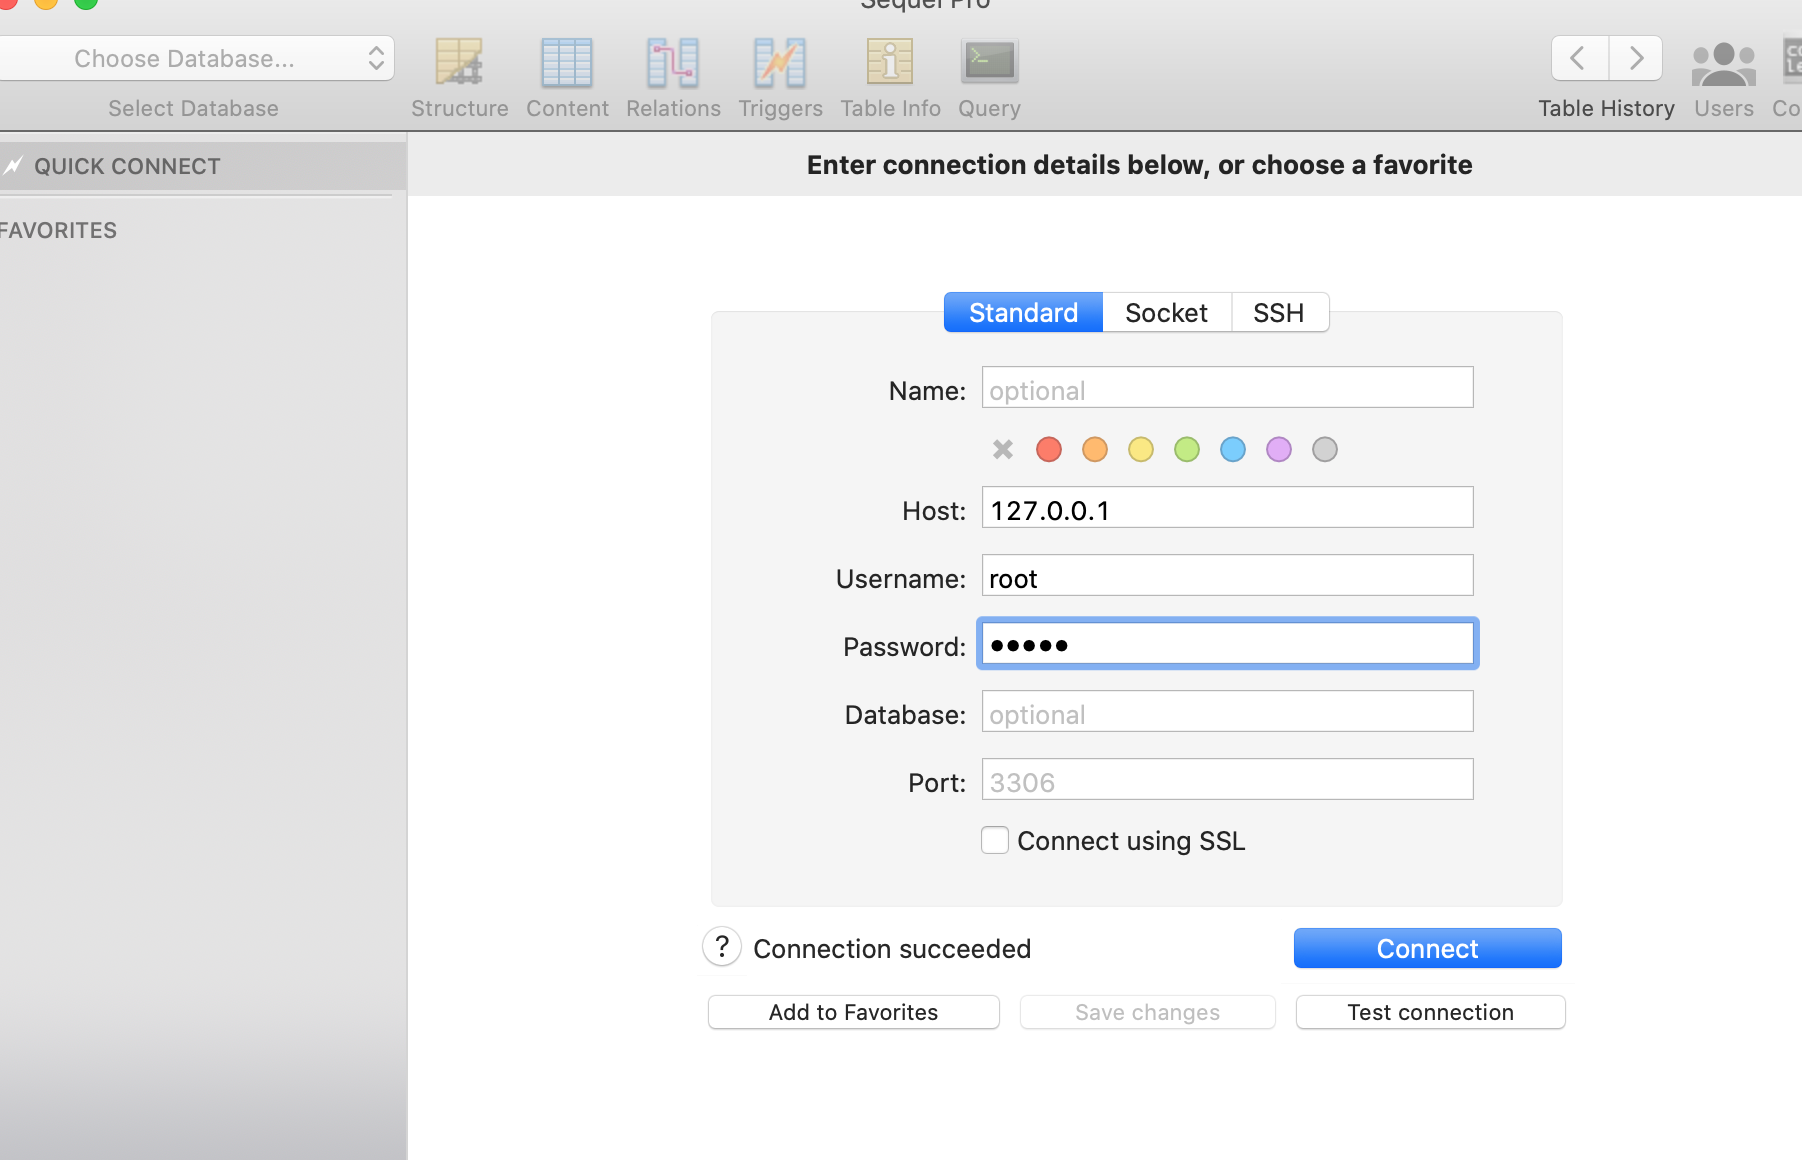 Sequel Pro
Choose Database...
Select Database
Structure
Content
Relations
Triggers
Table Info
Query
Table History
Users
QUICK CONNECT
Enter connection details below, or choose a favorite
FAVORITES
Standard
Socket
SSH
Name: optional
Host: 127.0.0.1
Username: root
Password: •••••
Database: optional
Port: 3306
Connect using SSL
? Connection succeeded
Connect
Add to Favorites
Save changes
Test connection